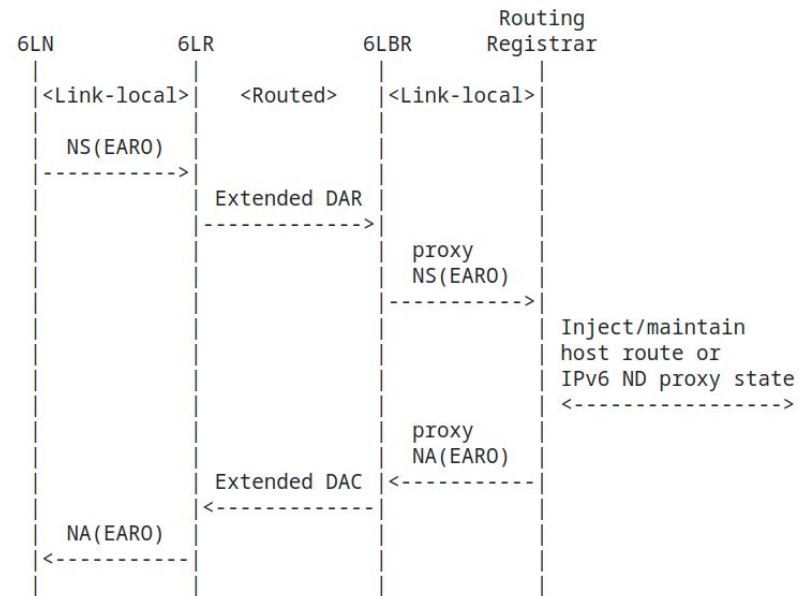 Routing
6LN 6LR 6LBR Registrar
<Link-local> <Routed> <Link-local>
NS(EARO)
Extended DAR
proxy
NS(EARO)
Inject/maintain
host route or
IPv6 ND proxy state
proxy
NA(EARO)
Extended DAC
NA(EARO)